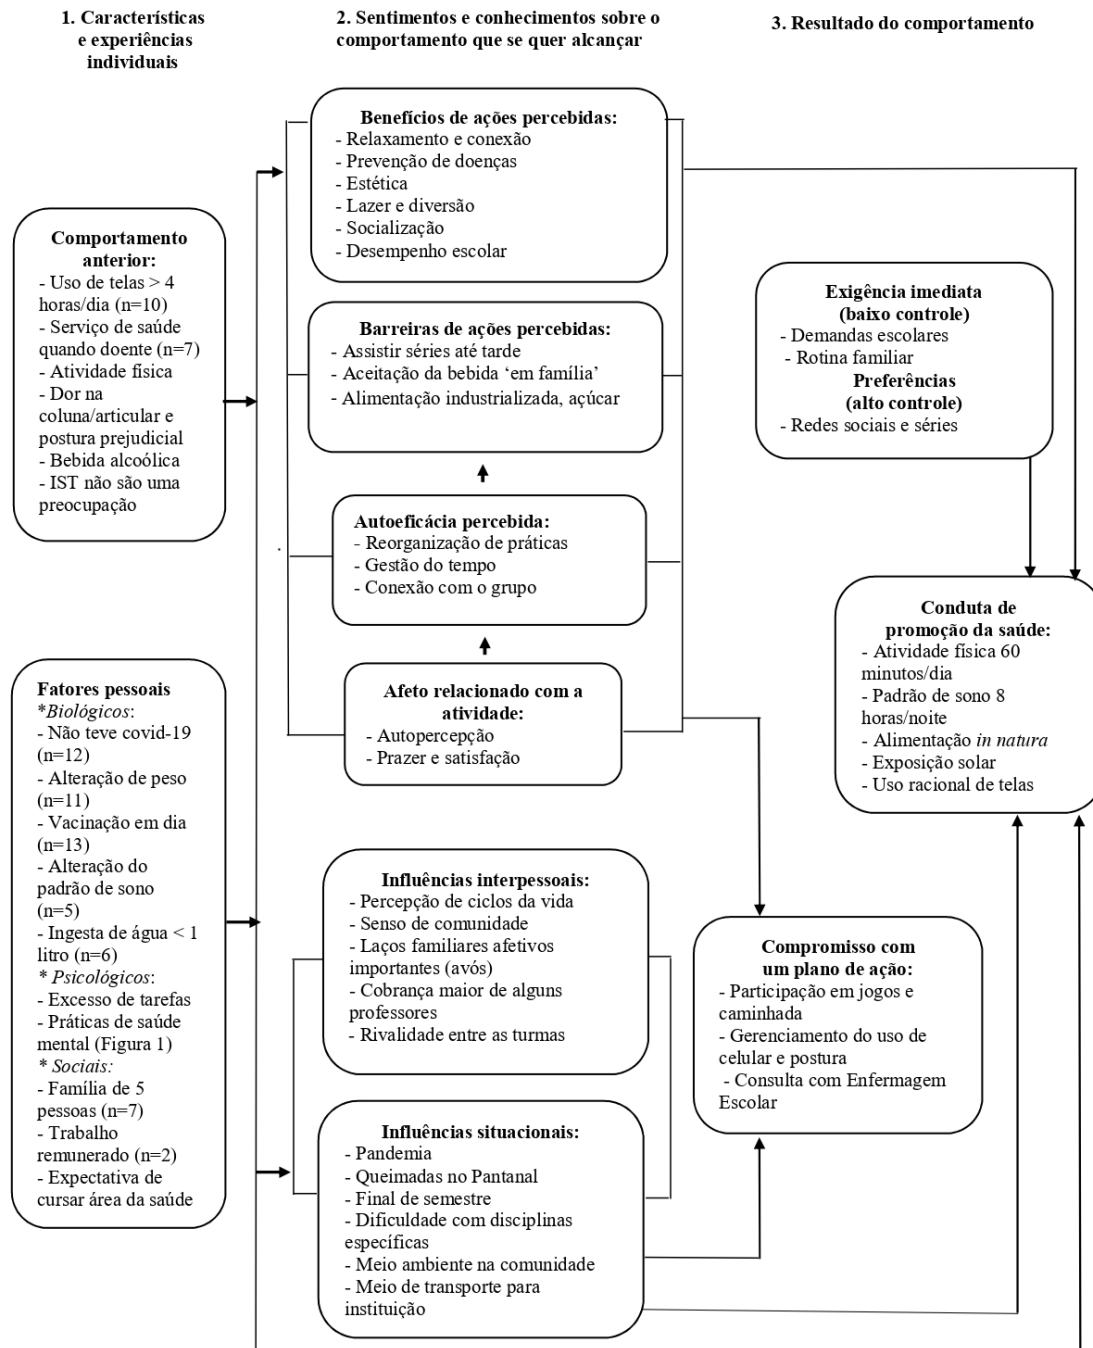 1. Características
e experiências
individuais
2. Sentimentos e conhecimentos sobre o
comportamento que se quer alcançar
3. Resultado do comportamento
Comportamento
anterior:
- Uso de telas > 4
horas/dia (n=10)
- Serviço de saúde
quando doente (n=7)
- Atividade física
- Dor na
coluna/articular e
postura prejudicial
- Bebida alcoólica
- IST não são uma
preocupação
Fatores pessoais
*Biológicos:
- Não teve covid-19
(n=12)
- Alteração de peso
(n=11)
- Vacinação em dia
(n=13)
- Alteração do
padrão de sono
(n=5)
- Ingesta de água < 1
litro (n=6)
* Psicológicos:
- Excesso de tarefas
- Práticas de saúde
mental (Figura 1)
* Sociais:
- Família de 5
pessoas (n=7)
- Trabalho
remunerado (n=2)
- Expectativa de
cursar área da saúde
Benefícios de ações percebidas:
- Relaxamento e conexão
- Prevenção de doenças
- Estética
- Lazer e diversão
- Socialização
- Desempenho escolar
Barreiras de ações percebidas:
- Assistir séries até tarde
- Aceitação da bebida ‘em família’
- Alimentação industrializada, açúcar
Autoeficácia percebida:
- Reorganização de práticas
- Gestão do tempo
- Conexão com o grupo
Afeto relacionado com a
atividade:
- Autopercepção
- Prazer e satisfação
Influências interpessoais:
- Percepção de ciclos da vida
- Senso de comunidade
- Laços familiares afetivos
importantes (avós)
- Cobrança maior de alguns
professores
- Rivalidade entre as turmas
Influências situacionais:
- Pandemia
- Queimadas no Pantanal
- Final de semestre
- Dificuldade com disciplinas
específicas
- Meio ambiente na comunidade
- Meio de transporte para
instituição
Exigência imediata
(baixo controle)
- Demandas escolares
- Rotina familiar
Preferências
(alto controle)
- Redes sociais e séries
Conduta de
promoção da saúde:
- Atividade física 60
minutos/dia
- Padrão de sono 8
horas/noite
- Alimentação in natura
- Exposição solar
- Uso racional de telas
Compromisso com
um plano de ação:
- Participação em jogos e
caminhada
- Gerenciamento do uso de
celular e postura
- Consulta com Enfermagem
Escolar